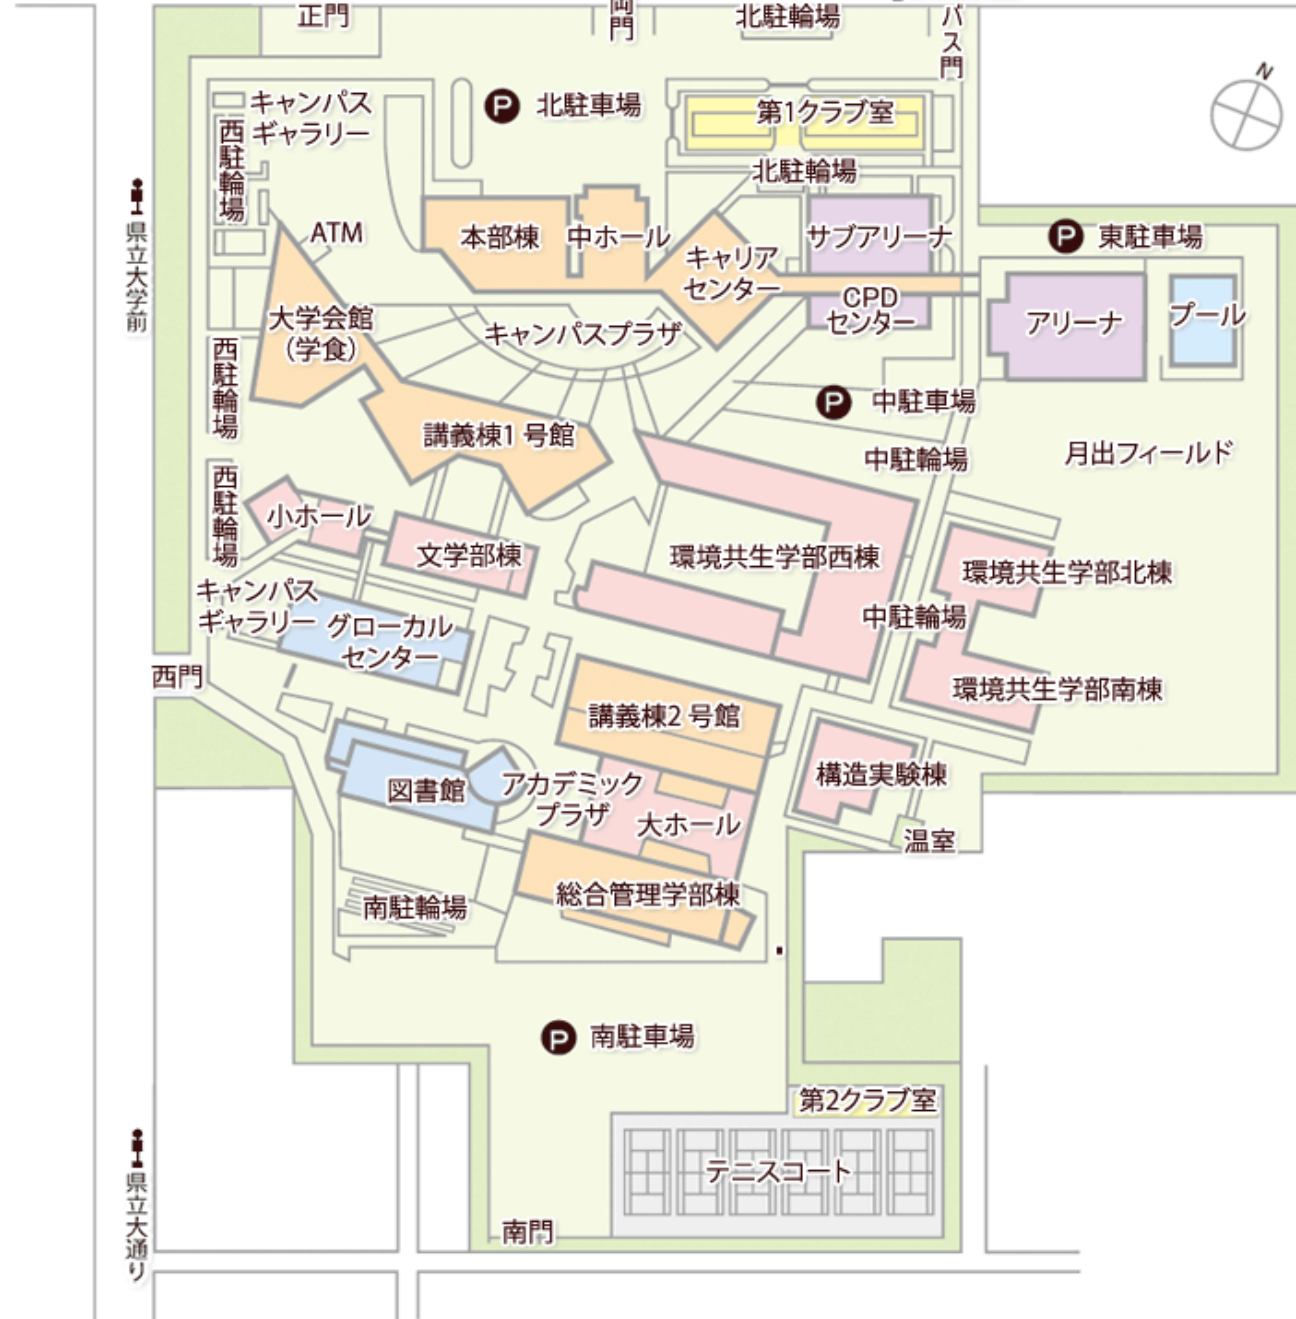 正門
門
北駐輪場
バス門
キャンパス
ギャラリー
西駐輪場
P 北駐車場
第1クラブ室
北駐輪場
N
県立大学前
ATM
本部棟
中ホール
キャリア
センター
サブアリーナ
P 東駐車場
CPD
センター
アリーナ
プール
大学会館
(学食)
キャンパスプラザ
西駐輪場
P 中駐車場
講義棟1 号館
中駐輪場
月出フィールド
西駐輪場
小ホール
文学部棟
環境共生学部西棟
環境共生学部北棟
キャンパス
ギャラリー
グローカル
センター
中駐輪場
西門
環境共生学部南棟
講義棟2 号館
図書館
アカデミック
プラザ
大ホール
構造実験棟
温室
総合管理学部棟
南駐輪場
P 南駐車場
第2クラブ室
テニスコート
県立大通り
南門